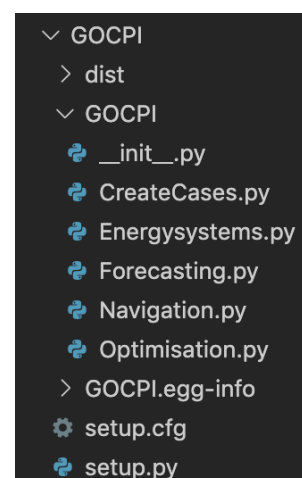 GOCPI
dist
GOCPI
__init__.py
CreateCases.py
Energysystems.py
Forecasting.py
Navigation.py
Optimisation.py
GOCPI.egg-info
setup.cfg
setup.py